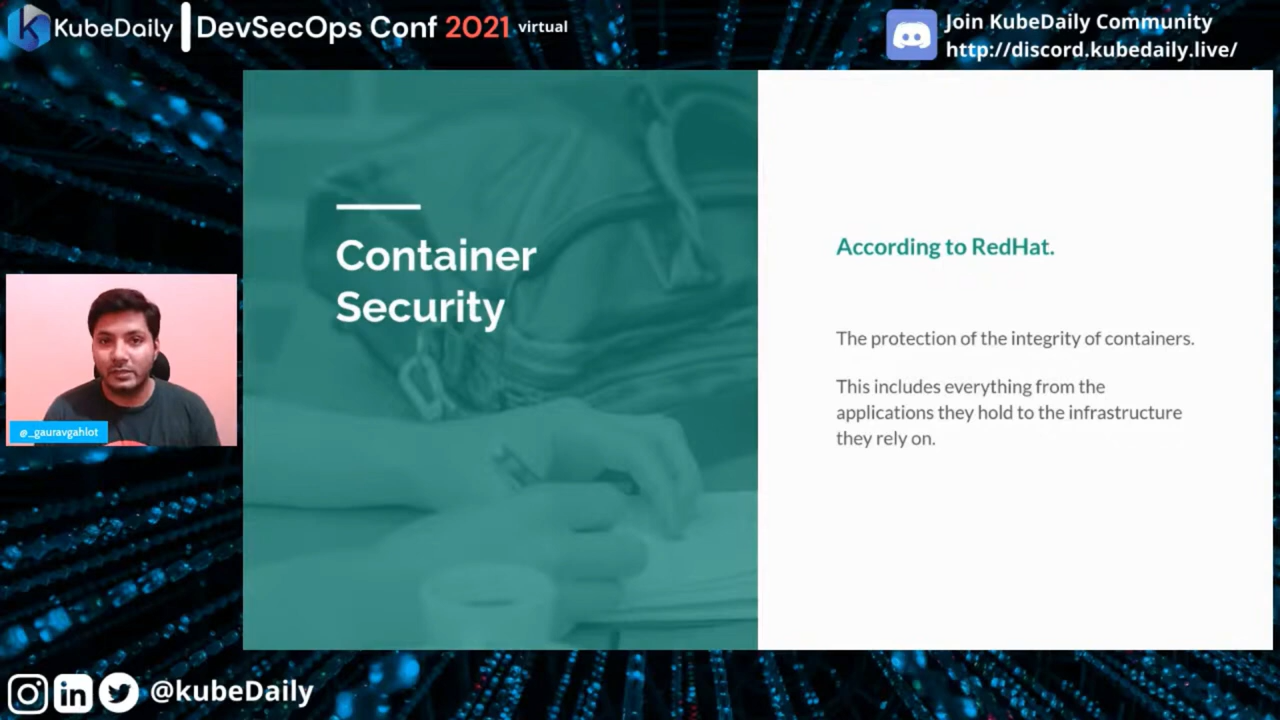 KubeDaily | DevSecOps Conf 2021 virtual
Join KubeDaily Community
http://discord.kubedaily.live/
Container
Security
According to RedHat.
The protection of the integrity of containers.
This includes everything from the
applications they hold to the infrastructure
they rely on.
@_gauravgahlot
@kubeDaily